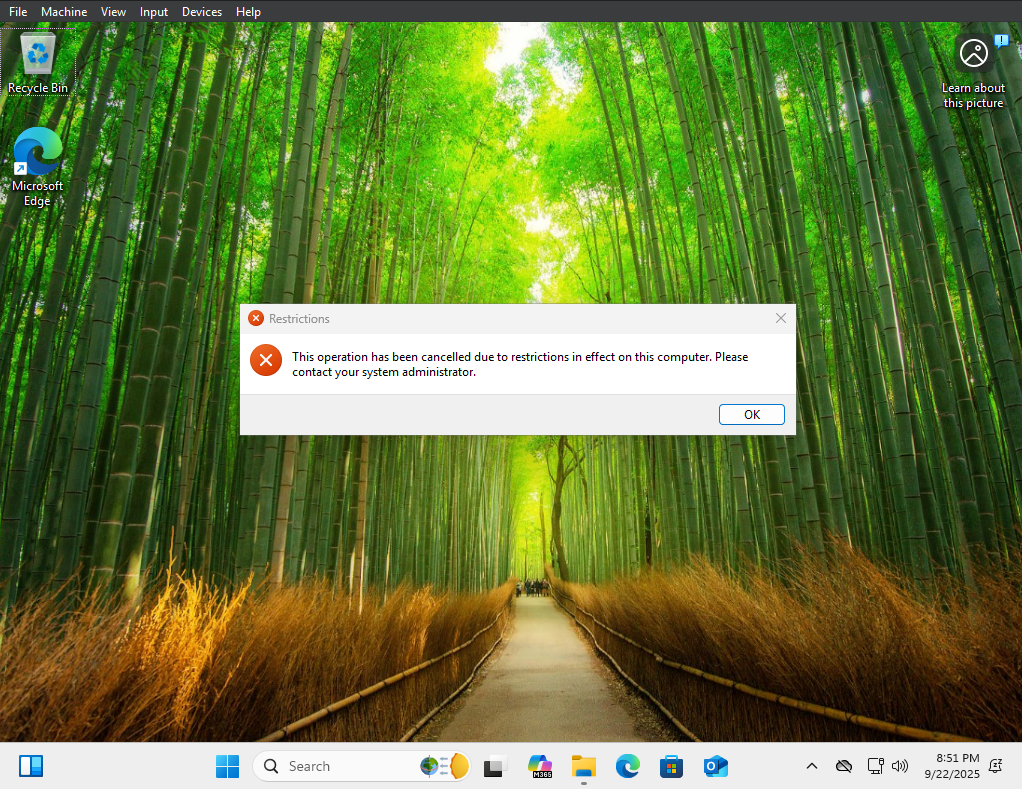 File Machine View Input Devices Help
Recycle Bin
Microsoft
Edge
Learn about
this picture
Restrictions
This operation has been cancelled due to restrictions in effect on this computer. Please
contact your system administrator.
OK
Search
M365
8:51 PM
9/22/2025